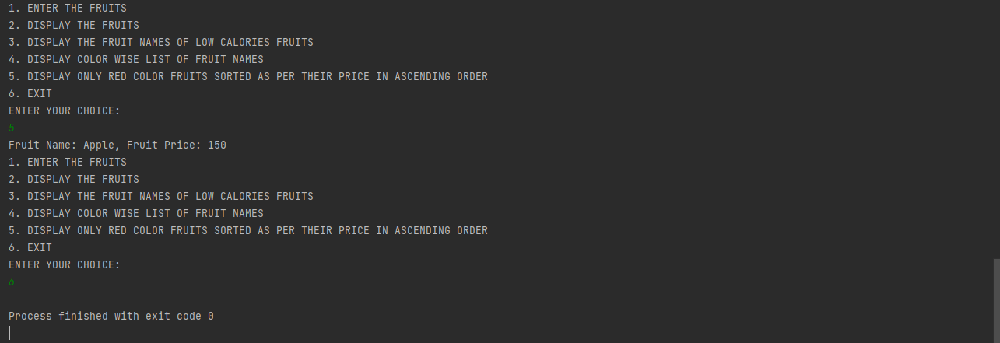 1. ENTER THE FRUITS
2. DISPLAY THE FRUITS
3. DISPLAY THE FRUIT NAMES OF LOW CALORIES FRUITS
4. DISPLAY COLOR WISE LIST OF FRUIT NAMES
5. DISPLAY ONLY RED COLOR FRUITS SORTED AS PER THEIR PRICE IN ASCENDING ORDER
6. EXIT
ENTER YOUR CHOICE:
5
Fruit Name: Apple, Fruit Price: 150
1. ENTER THE FRUITS
2. DISPLAY THE FRUITS
3. DISPLAY THE FRUIT NAMES OF LOW CALORIES FRUITS
4. DISPLAY COLOR WISE LIST OF FRUIT NAMES
5. DISPLAY ONLY RED COLOR FRUITS SORTED AS PER THEIR PRICE IN ASCENDING ORDER
6. EXIT
ENTER YOUR CHOICE:
6
Process finished with exit code 0